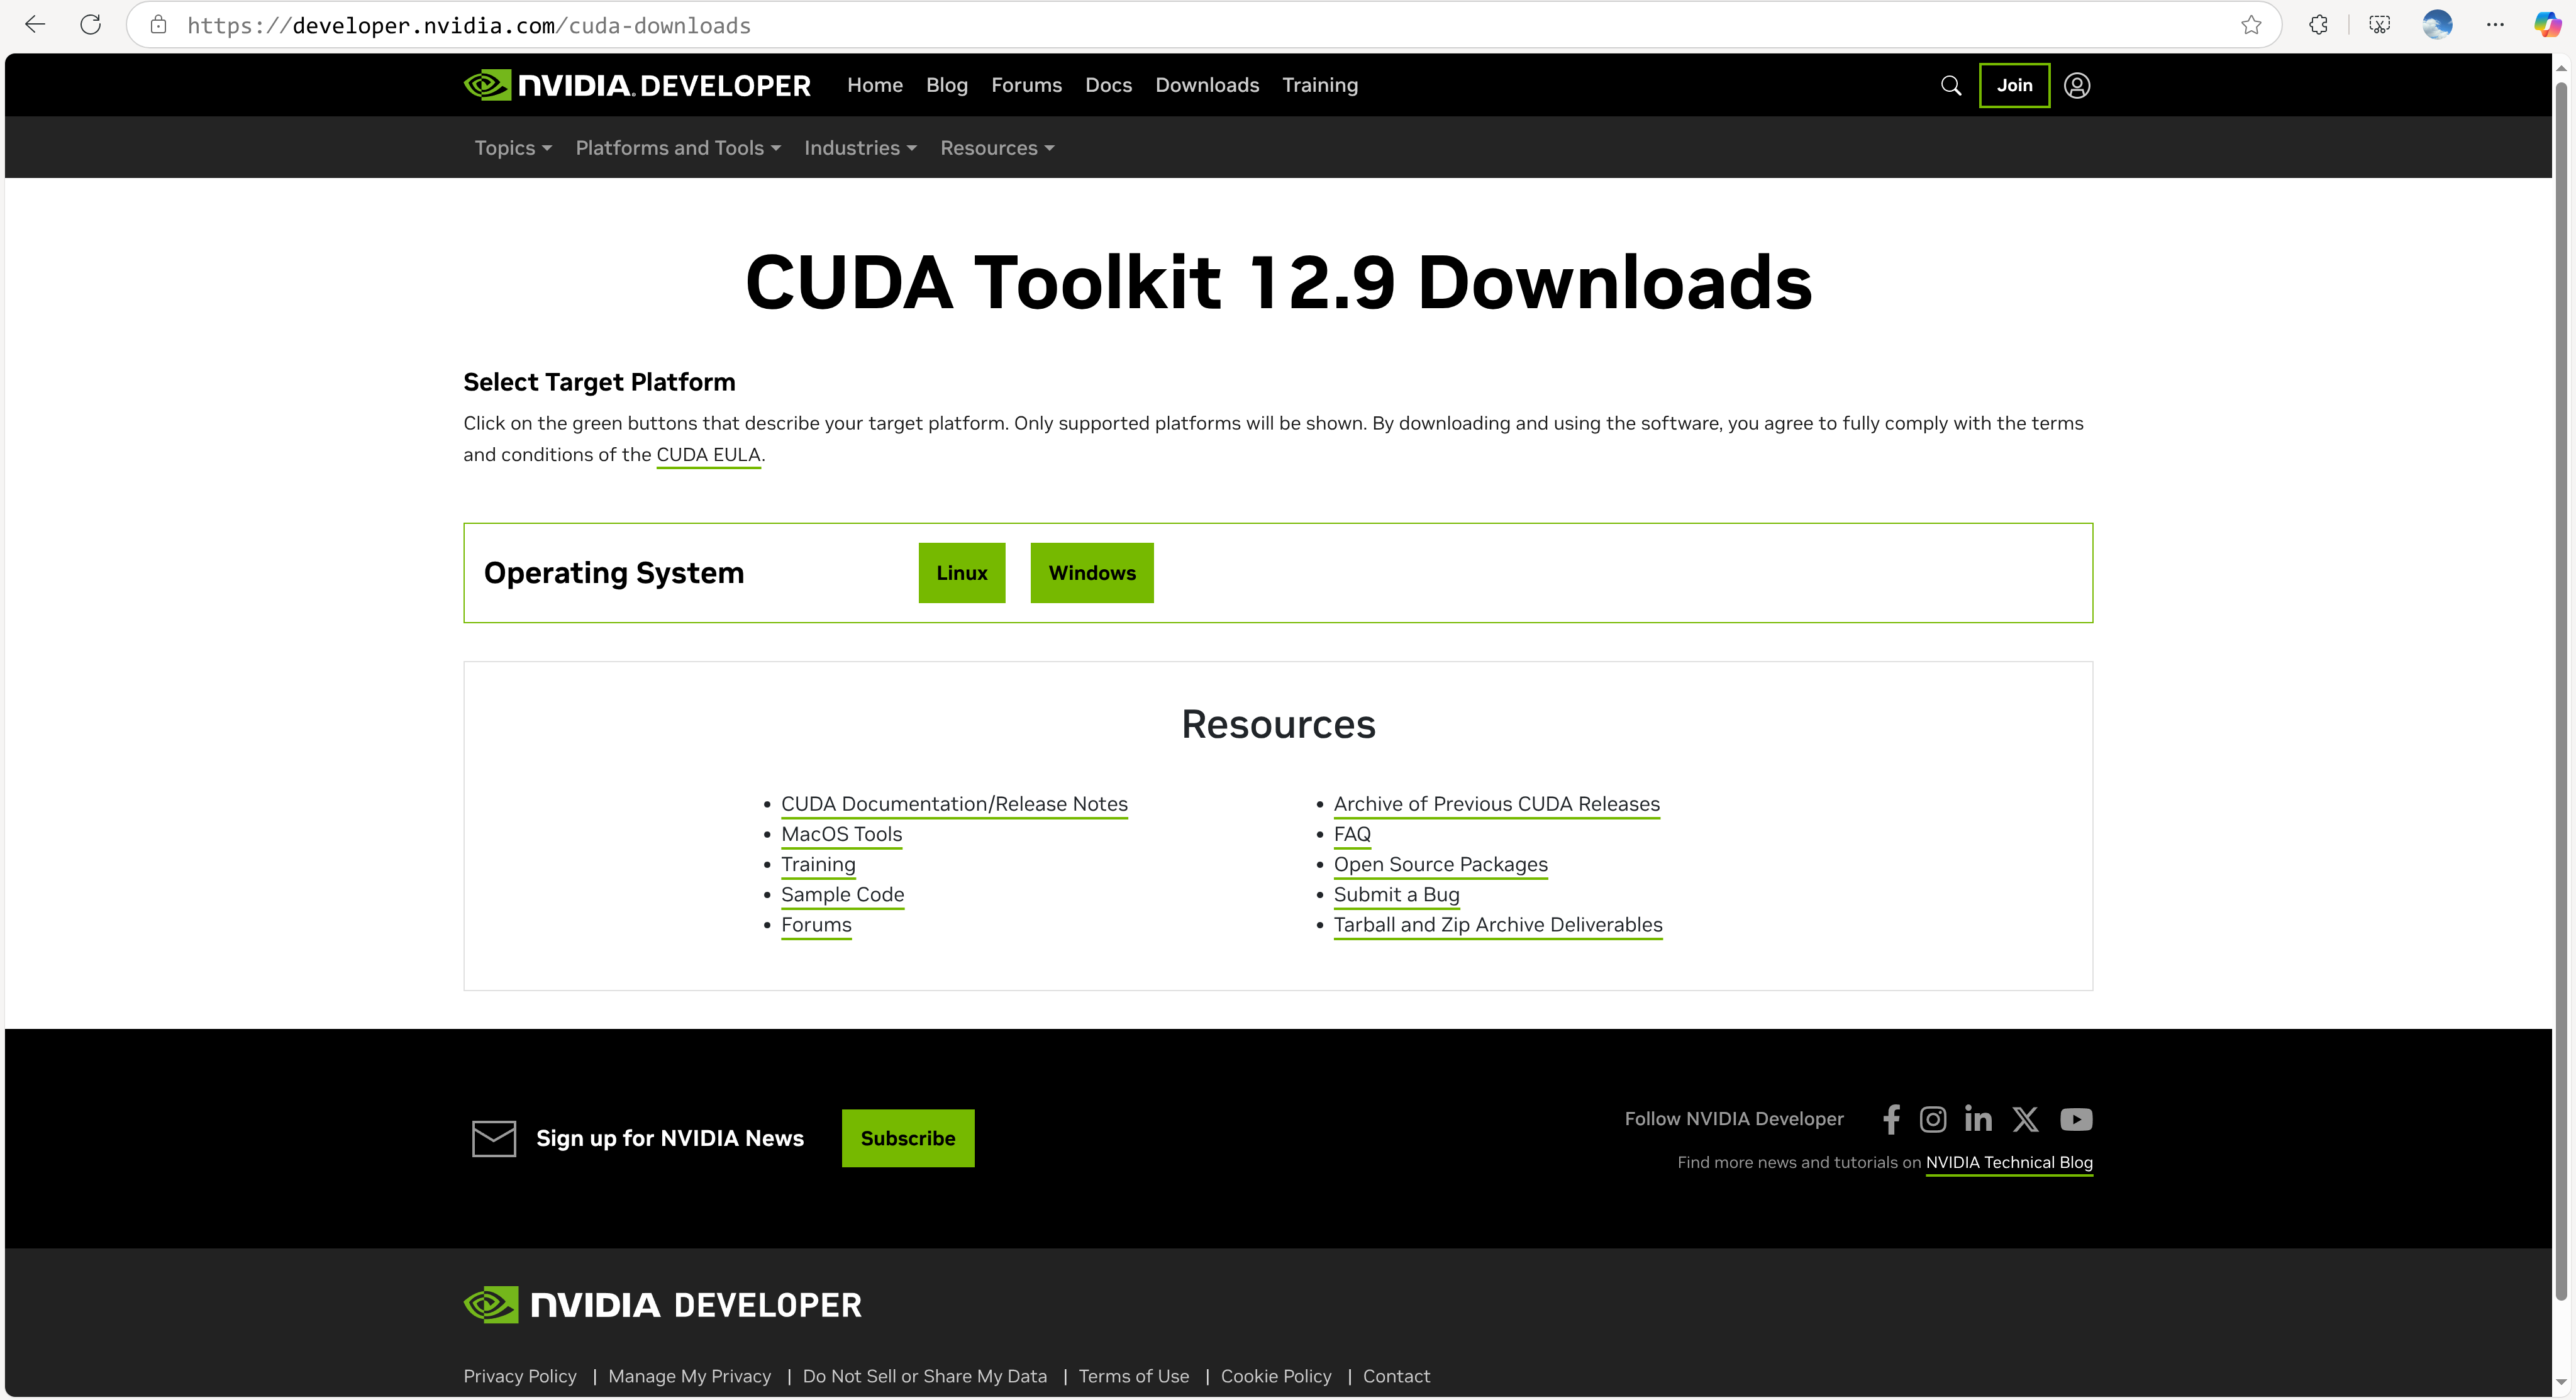 https://developer.nvidia.com/cuda-downloads
NVIDIA. DEVELOPER Home Blog Forums Docs Downloads Training Join
Topics Platforms and Tools Industries Resources
CUDA Toolkit 12.9 Downloads
Select Target Platform
Click on the green buttons that describe your target platform. Only supported platforms will be shown. By downloading and using the software, you agree to fully comply with the terms
and conditions of the CUDA EULA.
Operating System Linux Windows
Resources
• CUDA Documentation/Release Notes
• MacOS Tools
• Training
• Sample Code
• Forums
• Archive of Previous CUDA Releases
• FAQ
• Open Source Packages
• Submit a Bug
• Tarball and Zip Archive Deliverables
Sign up for NVIDIA News Subscribe
Follow NVIDIA Developer
Find more news and tutorials on NVIDIA Technical Blog
NVIDIA DEVELOPER
Privacy Policy | Manage My Privacy | Do Not Sell or Share My Data | Terms of Use | Cookie Policy | Contact